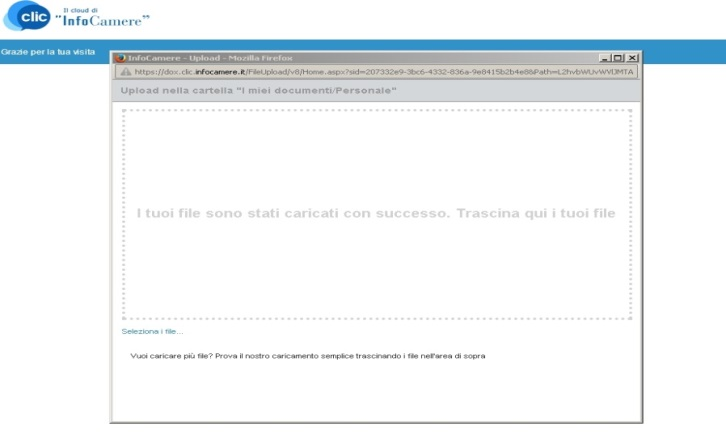 clic
Il cloud di
"InfoCamere"
Grazie per la tua visita
InfoCamere - Upload - Mozilla Firefox
https://dox.clic.infocamere.it/FileUpload/v8/Home.aspx?sid=207332e9-3bc6-4332-836a-9e8415b2b4e8&Path=L2hvbWUvWVDMTA
Upload nella cartella "I miei documenti/Personale"
I tuoi file sono stati caricati con successo. Trascina qui i tuoi file
Seleziona i file...
Vuoi caricare più file? Prova il nostro caricamento semplice trascinando i file nell'area di sopra